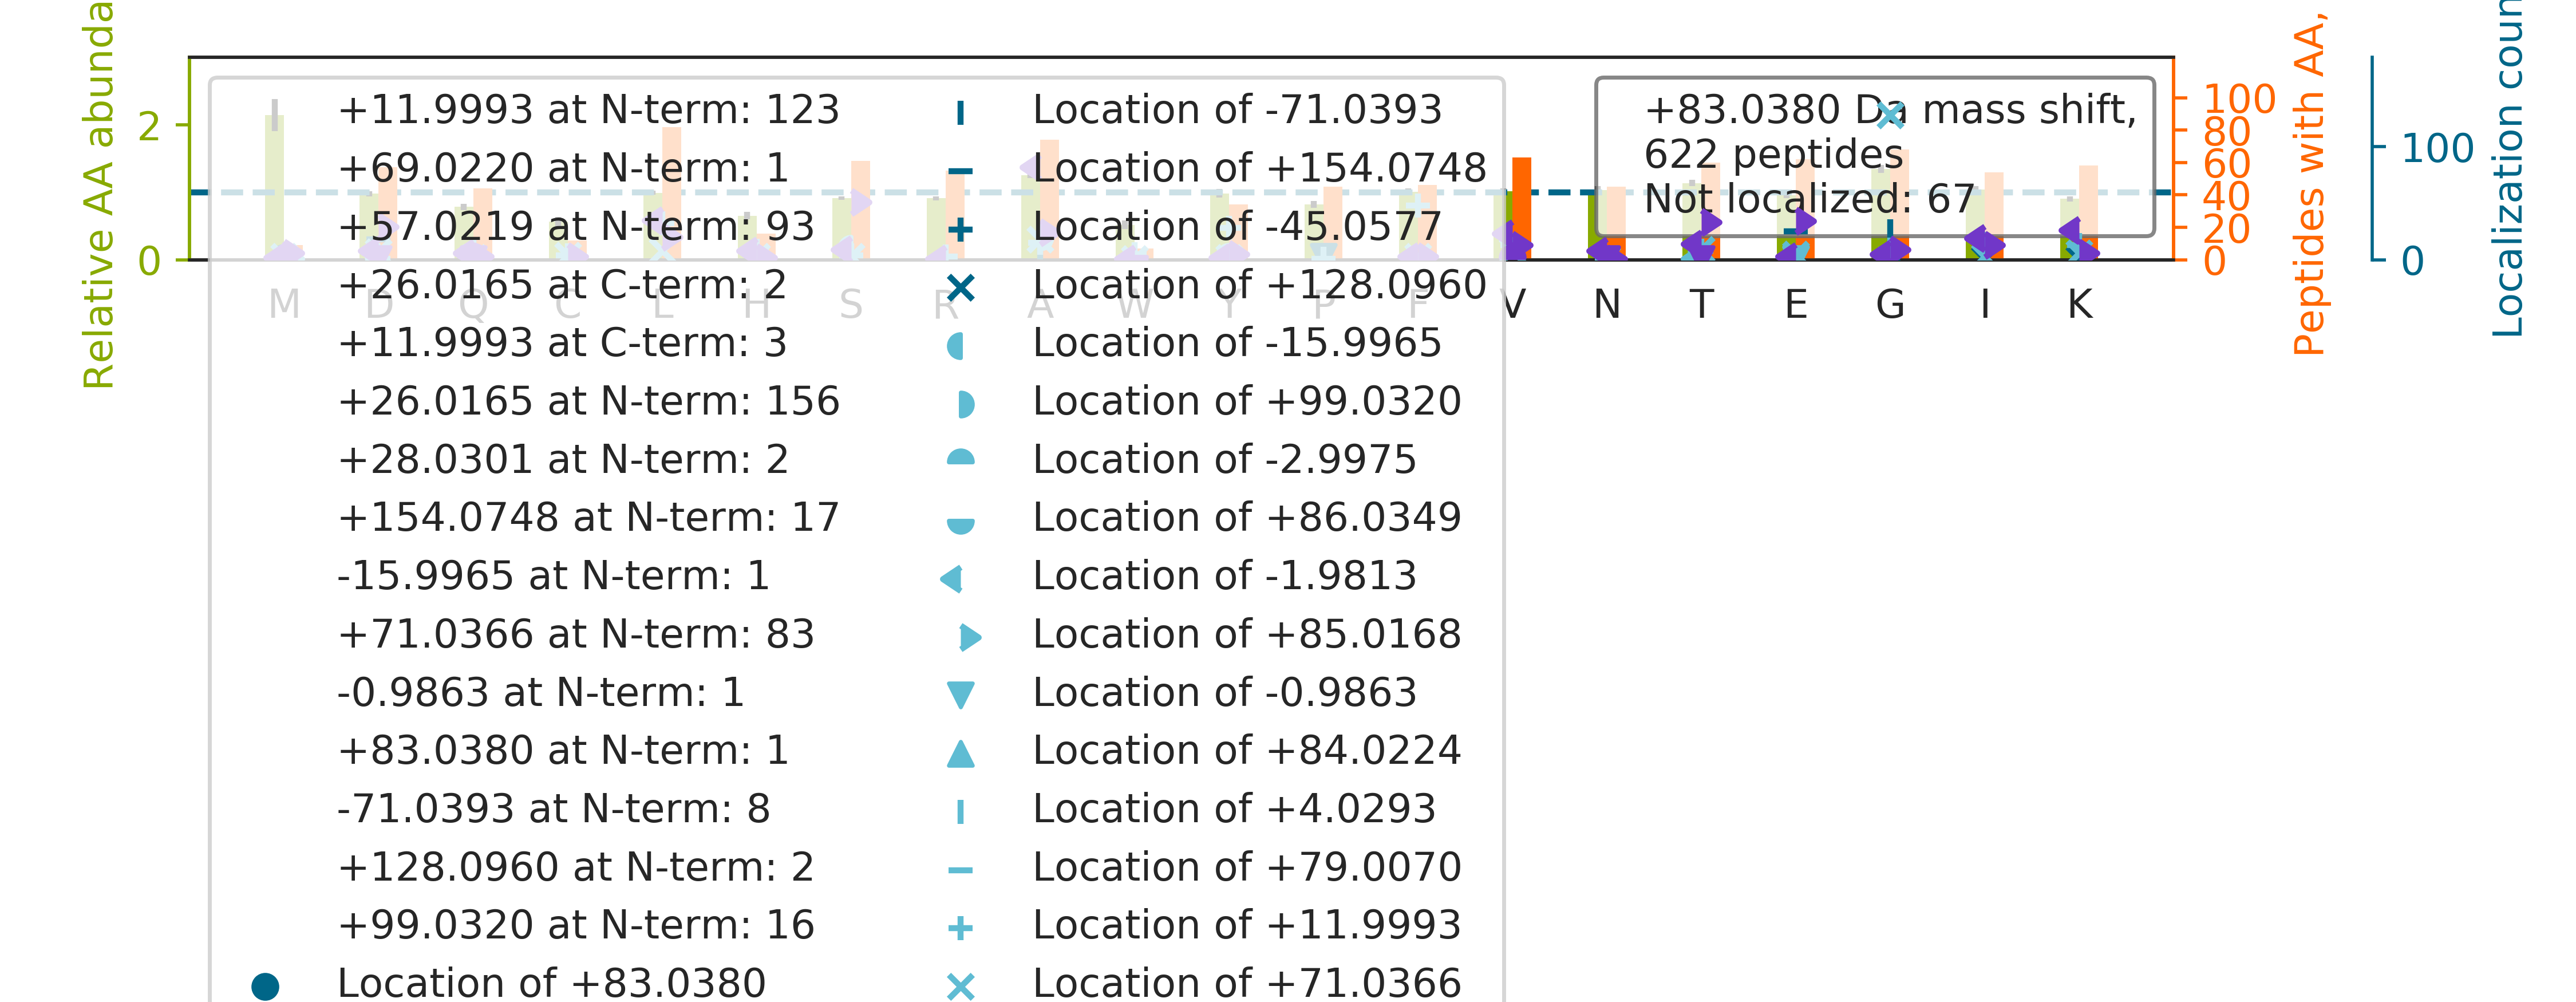 Relative AA abunda
2
0
+11.9993 at N-term: 123
+69.0220 at N-term: 1
+57.0219 at N-term: 93
+26.0165 at C-term: 2
+11.9993 at C-term: 3
+26.0165 at N-term: 156
+28.0301 at N-term: 2
+154.0748 at N-term: 17
-15.9965 at N-term: 1
+71.0366 at N-term: 83
-0.9863 at N-term: 1
+83.0380 at N-term: 1
-71.0393 at N-term: 8
+128.0960 at N-term: 2
+99.0320 at N-term: 16
Location of +83.0380
Location of -71.0393
Location of +154.0748
Location of -45.0577
Location of +128.0960
Location of -15.9965
Location of +99.0320
Location of -2.9975
Location of +86.0349
Location of -1.9813
Location of +85.0168
Location of -0.9863
Location of +84.0224
Location of +4.0293
Location of +79.0070
Location of +11.9993
Location of +71.0366
+83.0380 Da mass shift,
622 peptides
Not localized: 67
M D Q C L H S R A W Y P F V N T E G I K
100
80
60
40
20
0
Peptides with AA,
100
0
Localization coun